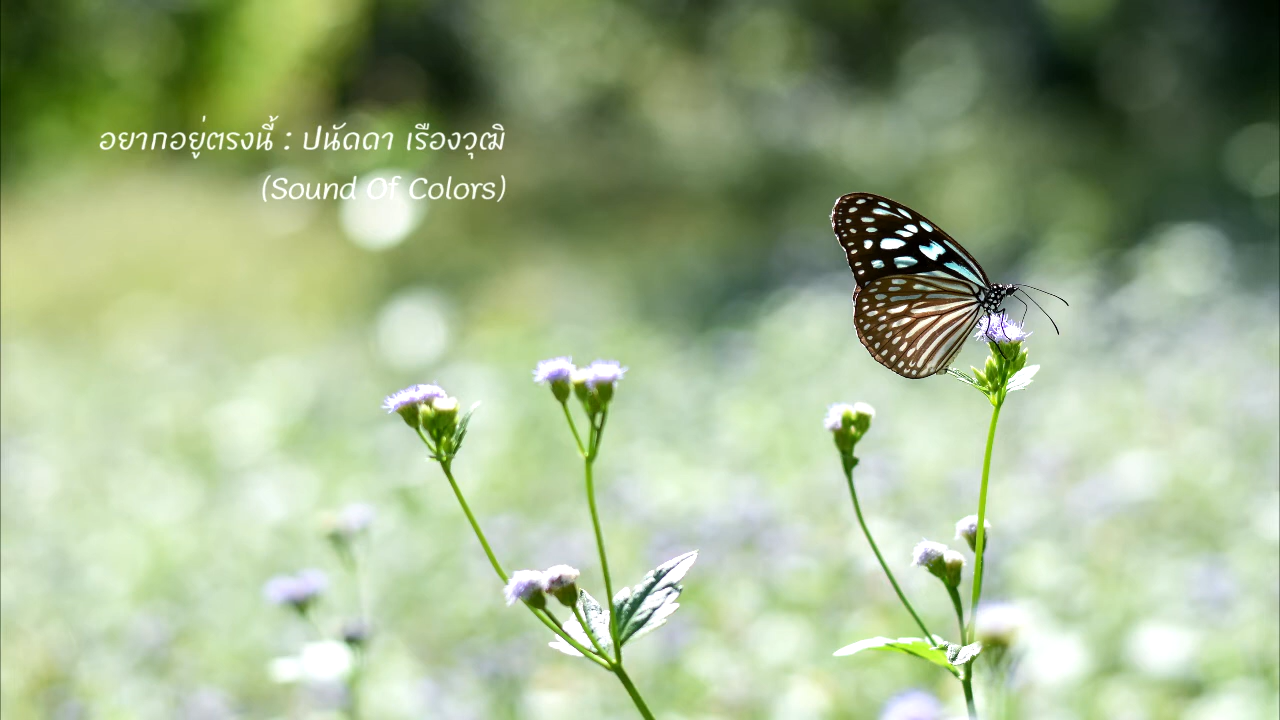 อยากอยู่ตรงนี้ : ปนัดดา เรืองวุฒิ
(Sound Of Colors)